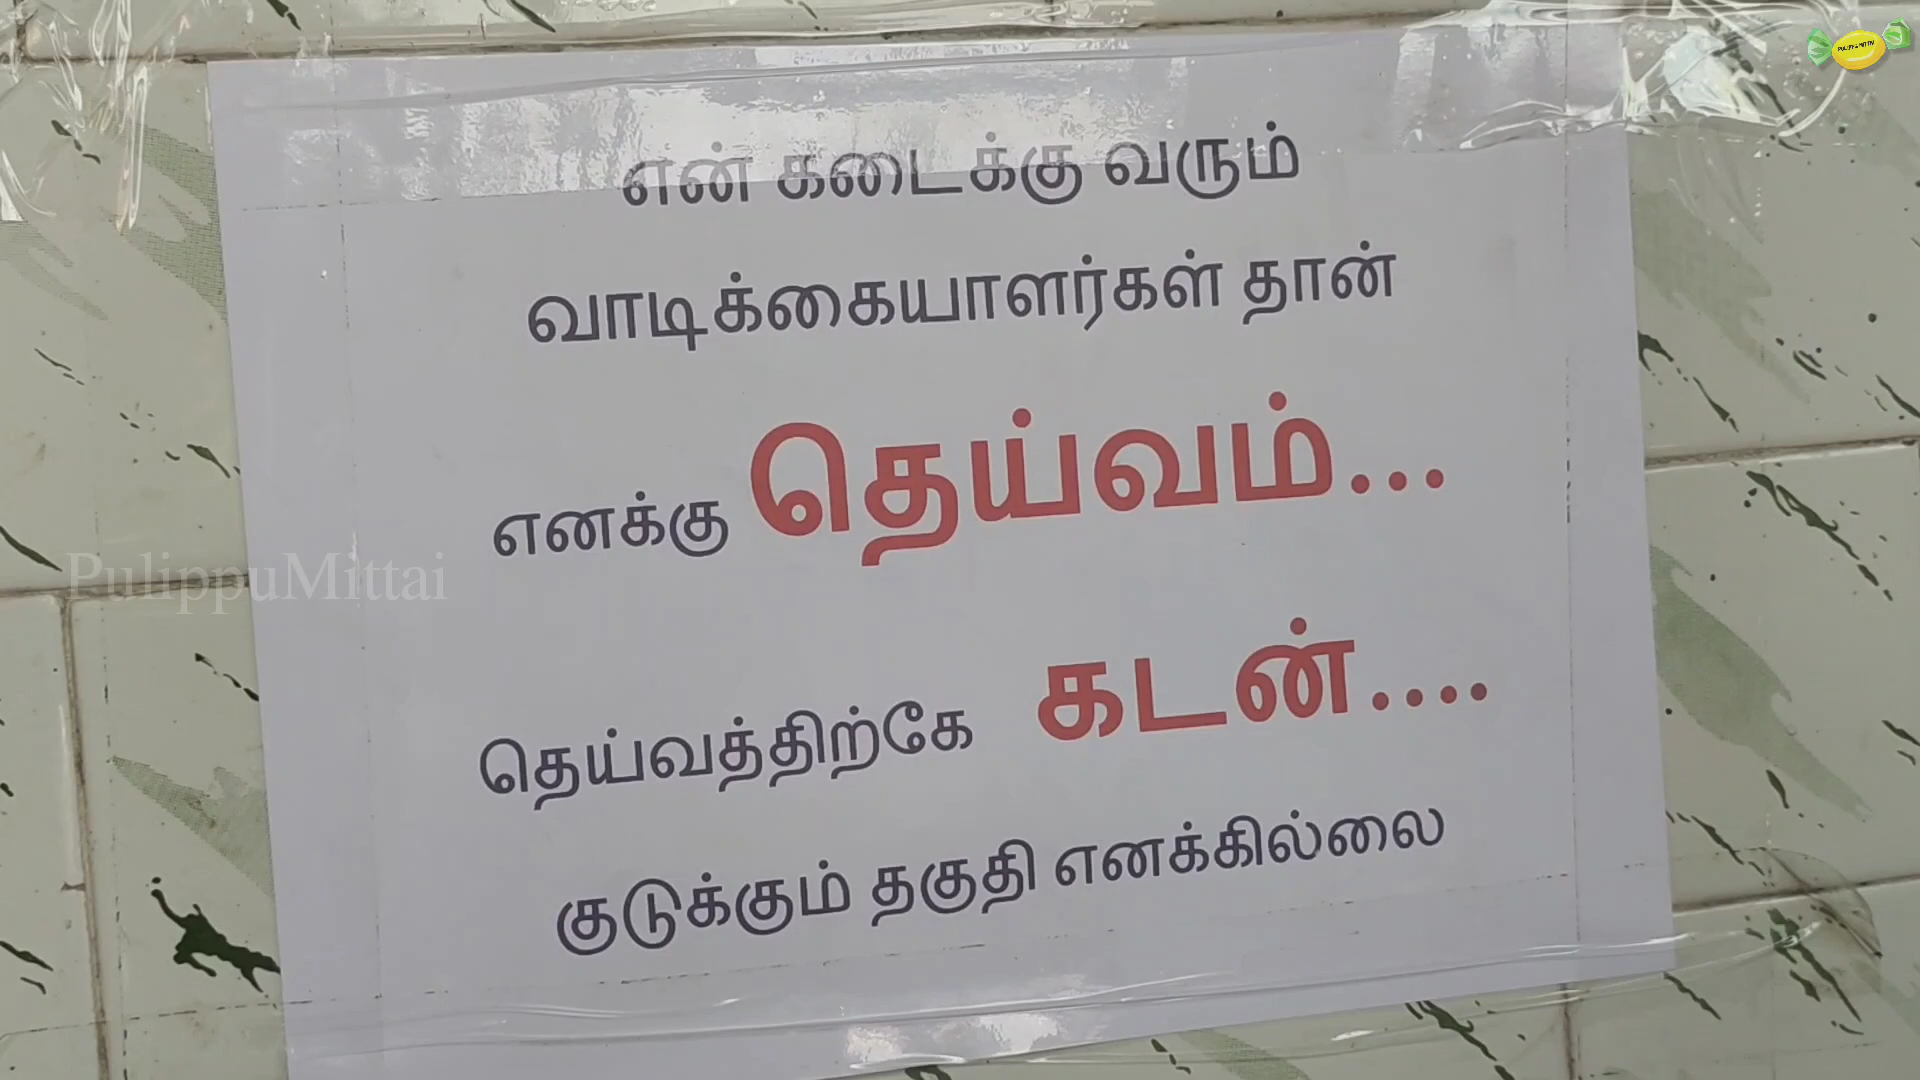 என் கடைக்கு வரும்
வாடிக்கையாளர்கள் தான்
எனக்கு தெய்வம்...
தெய்வத்திற்கே கடன்....
குடுக்கும் தகுதி எனக்கில்லை
PulippuMittai